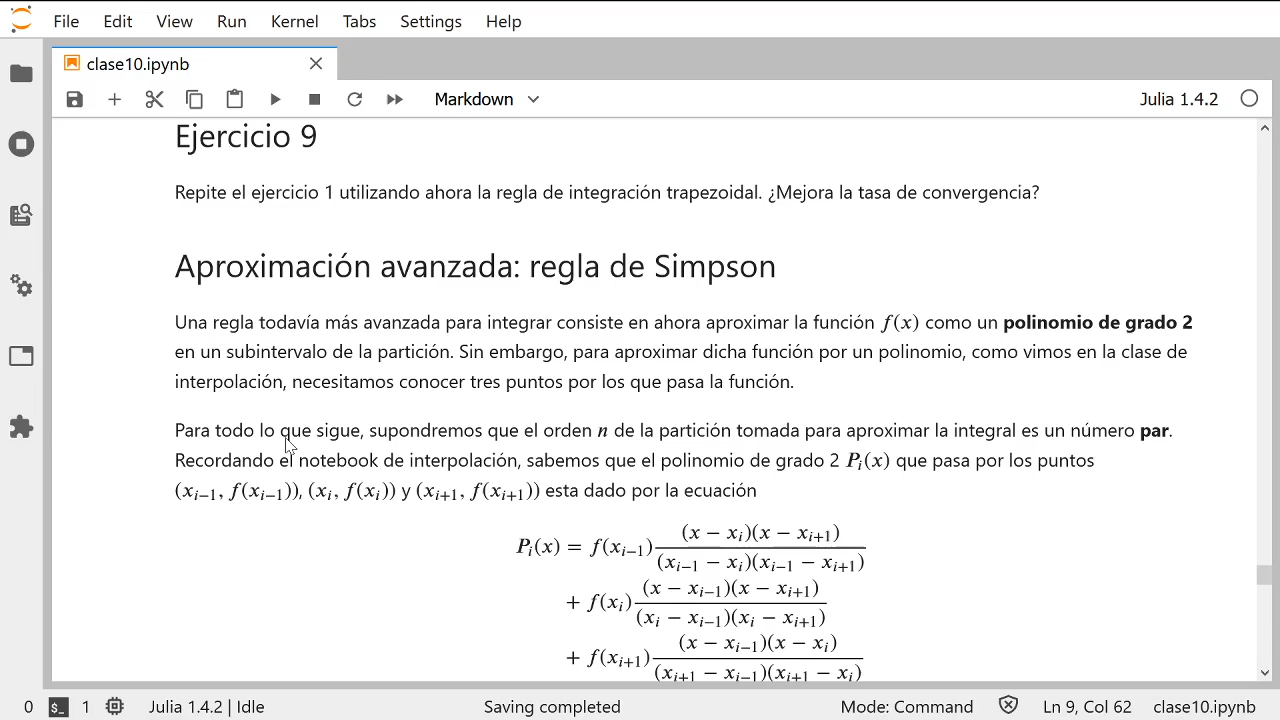 File Edit View Run Kernel Tabs Settings Help
clase10.ipynb
Markdown
Julia 1.4.2
Ejercicio 9
Repite el ejercicio 1 utilizando ahora la regla de integración trapezoidal. ¿Mejora la tasa de convergencia?
Aproximación avanzada: regla de Simpson
Una regla todavía más avanzada para integrar consiste en ahora aproximar la función f(x) como un polinomio de grado 2
en un subintervalo de la partición. Sin embargo, para aproximar dicha función por un polinomio, como vimos en la clase de
interpolación, necesitamos conocer tres puntos por los que pasa la función.
Para todo lo que sigue, supondremos que el orden n de la partición tomada para aproximar la integral es un número par.
Recordando el notebook de interpolación, sabemos que el polinomio de grado 2 P_i(x) que pasa por los puntos
(x_{i−1}, f(x_{i−1})), (x_i, f(x_i)) y (x_{i+1}, f(x_{i+1})) esta dado por la ecuación
P_i(x) = f(x_{i−1}) \frac{(x − x_i)(x − x_{i+1})}{(x_{i−1} − x_i)(x_{i−1} − x_{i+1})}
+ f(x_i) \frac{(x − x_{i−1})(x − x_{i+1})}{(x_i − x_{i−1})(x_i − x_{i+1})}
+ f(x_{i+1}) \frac{(x − x_{i−1})(x − x_i)}{(x_{i+1} − x_{i−1})(x_{i+1} − x_i)}
0 $_ 1 Julia 1.4.2 | Idle Saving completed Mode: Command Ln 9, Col 62 clase10.ipynb